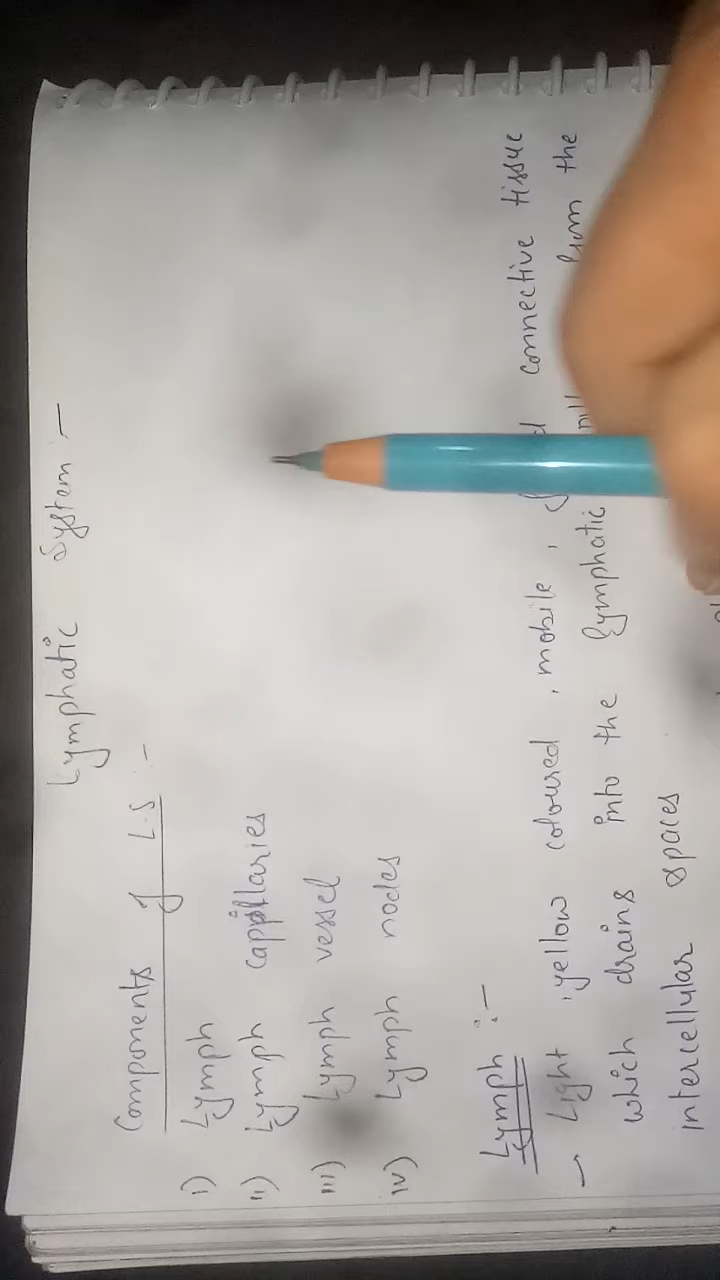 Lymphatic System :-
Components of L.S :-
i) Lymph
ii) Lymph Cappillaries
iii) Lymph vessel
iv) Lymph nodes
Lymph :-
→ Light , yellow coloured , mobile , connective tissue
which drains into the lymphatic from the
intercellular spaces